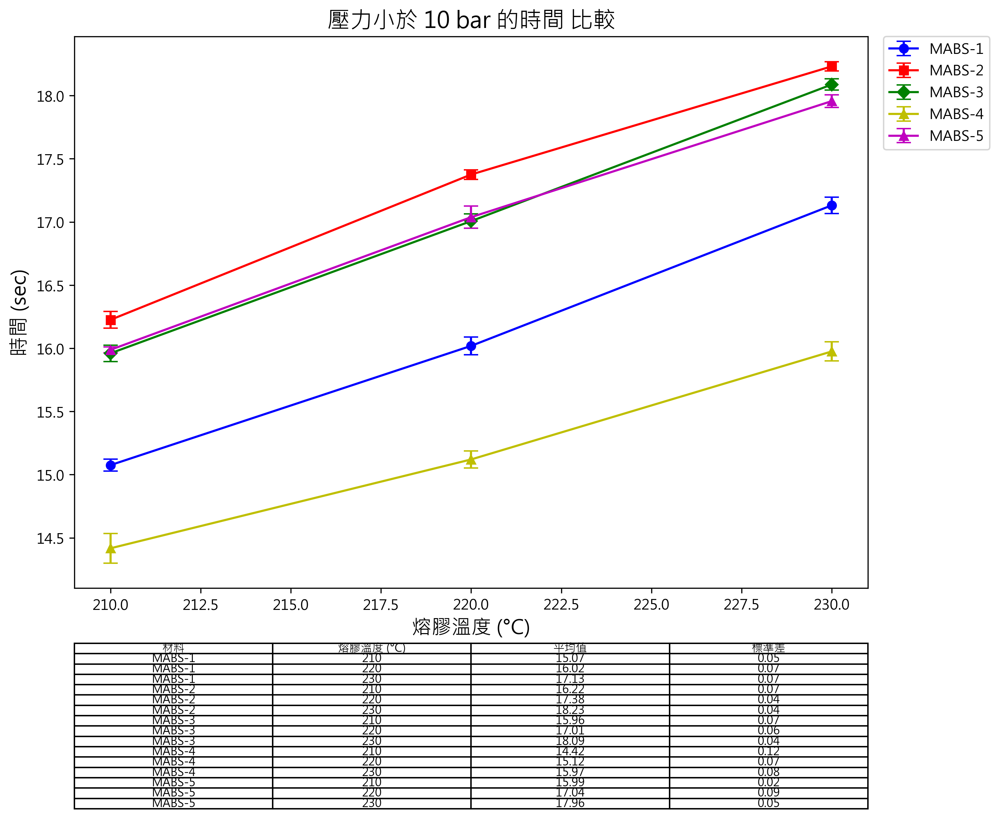 壓力小於 10 bar 的時間 比較
MABS-1
MABS-2
MABS-3
MABS-4
MABS-5
時間 (sec)
18.0
17.5
17.0
16.5
16.0
15.5
15.0
14.5
210.0 212.5 215.0 217.5 220.0 222.5 225.0 227.5 230.0
熔膠溫度 (°C)
材料 熔膠溫度 (°C) 平均值 標準差
MABS-1 210 15.07 0.05
MABS-1 220 16.02 0.07
MABS-1 230 17.13 0.07
MABS-2 210 16.22 0.07
MABS-2 220 17.38 0.04
MABS-2 230 18.23 0.04
MABS-3 210 15.96 0.07
MABS-3 220 17.01 0.06
MABS-3 230 18.09 0.04
MABS-4 210 14.42 0.12
MABS-4 220 15.12 0.07
MABS-4 230 15.97 0.08
MABS-5 210 15.99 0.02
MABS-5 220 17.04 0.09
MABS-5 230 17.96 0.05